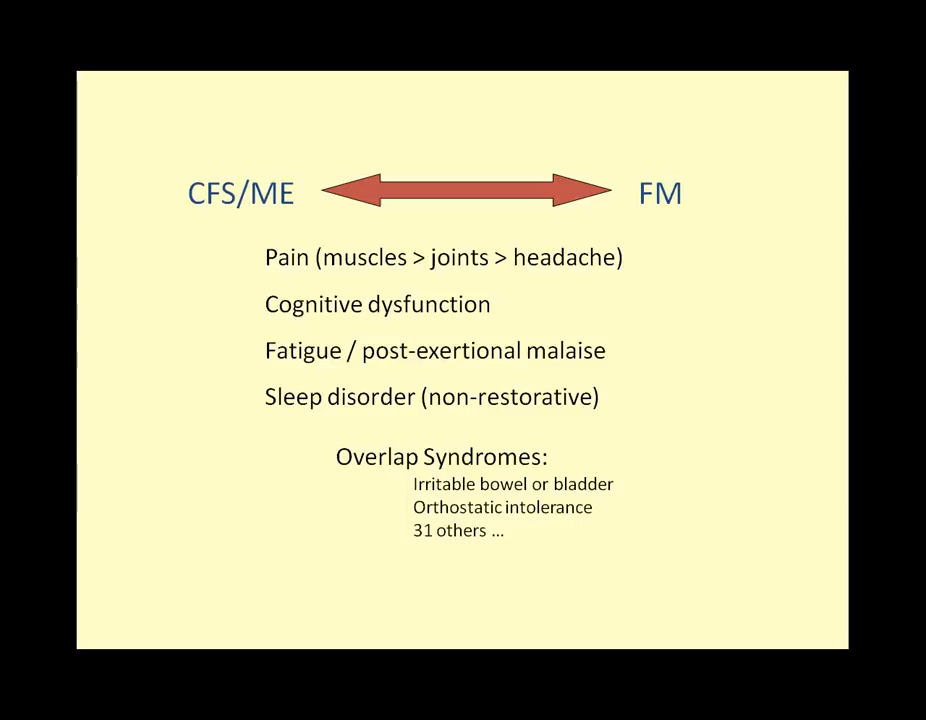 CFS/ME FM
Pain (muscles > joints > headache)
Cognitive dysfunction
Fatigue / post-exertional malaise
Sleep disorder (non-restorative)
Overlap Syndromes:
Irritable bowel or bladder
Orthostatic intolerance
31 others ...